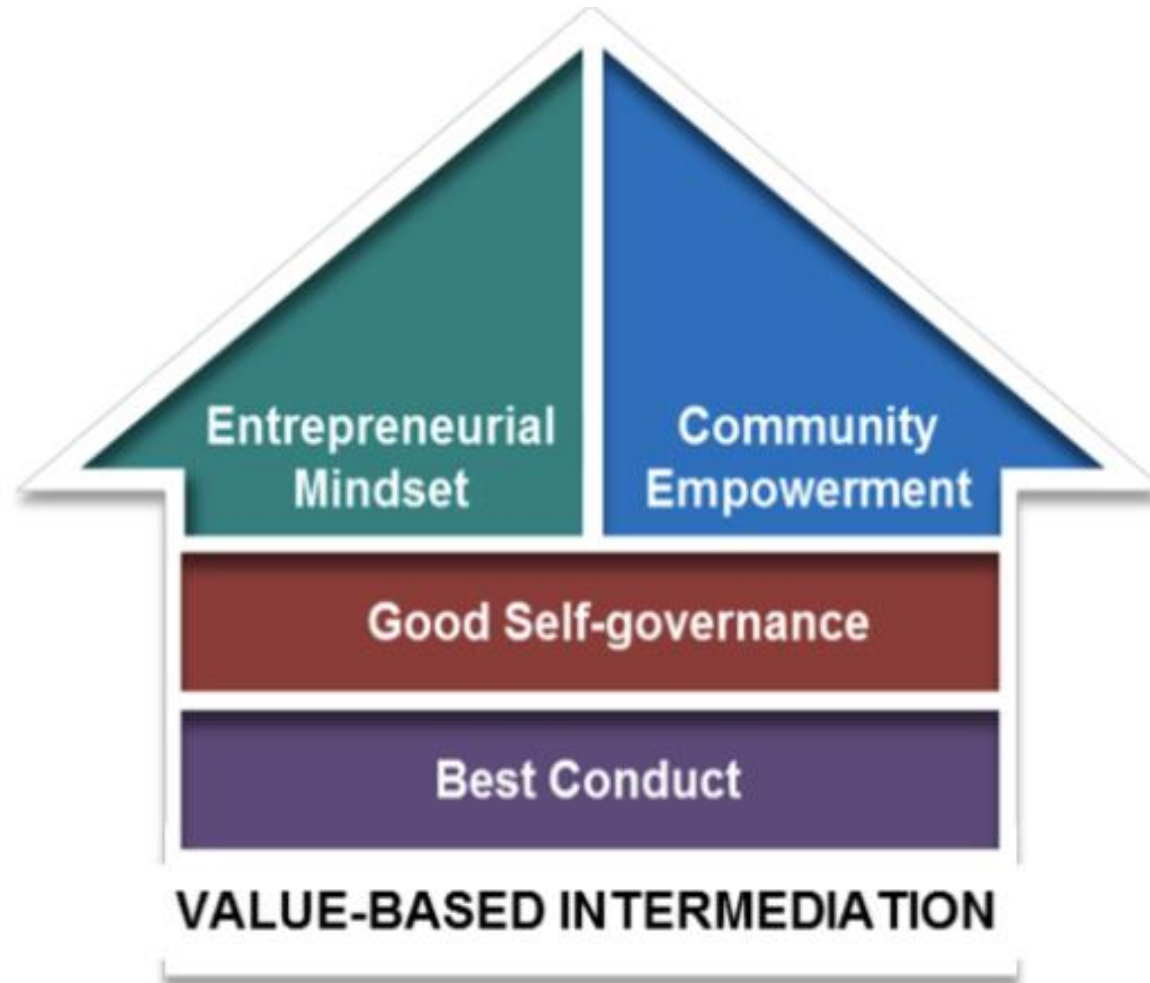 Entrepreneurial
Mindset
Community
Empowerment
Good Self-governance
Best Conduct
VALUE-BASED INTERMEDIATION